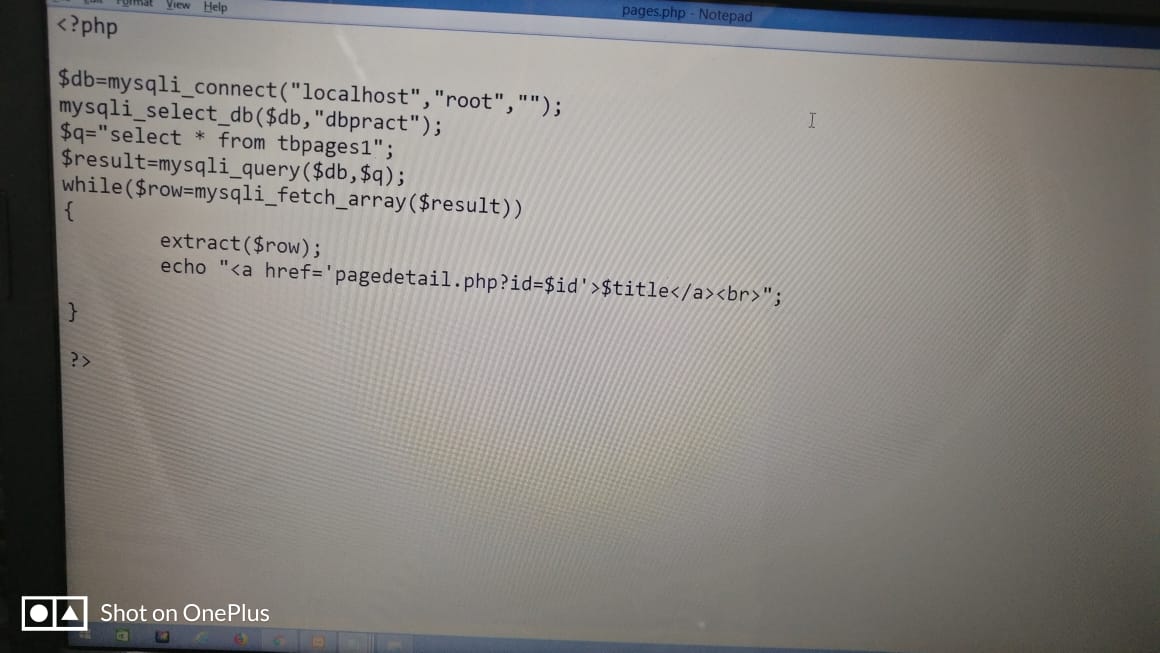 Format View Help
pages.php - Notepad
<?php
$db=mysqli_connect("localhost","root","");
mysqli_select_db($db,"dbpract");
$q="select * from tbpages1";
$result=mysqli_query($db,$q);
while($row=mysqli_fetch_array($result))
{
extract($row);
echo "<a href='pagedetail.php?id=$id'>$title</a><br>";
}
?>
Shot on OnePlus